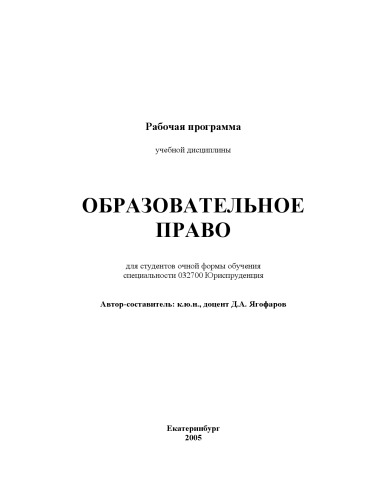 Рабочая программа
учебной дисциплины
ОБРАЗОВАТЕЛЬНОЕ
ПРАВО
для студентов очной формы обучения
специальности 032700 Юриспруденция
Автор-составитель: к.ю.н., доцент Д.А. Ягофаров
Екатеринбург
2005